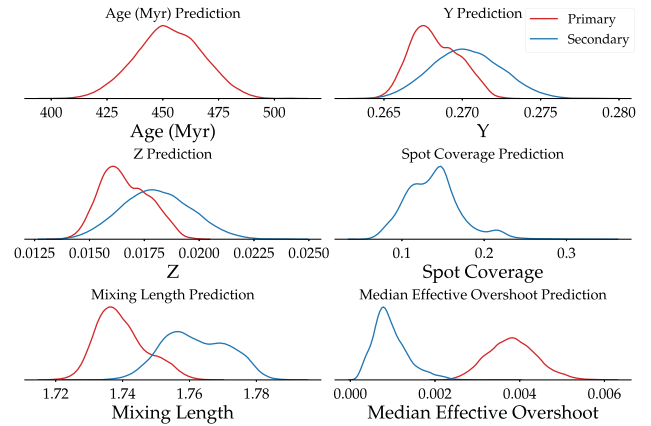 Age (Myr) Prediction
400 425 450 475 500
Age (Myr)
Y Prediction
Primary
Secondary
0.265 0.270 0.275 0.280
Y
Z Prediction
0.0125 0.0150 0.0175 0.0200 0.0225 0.0250
Z
Spot Coverage Prediction
0.1 0.2 0.3
Spot Coverage
Mixing Length Prediction
1.72 1.74 1.76 1.78
Mixing Length
Median Effective Overshoot Prediction
0.000 0.002 0.004 0.006
Median Effective Overshoot